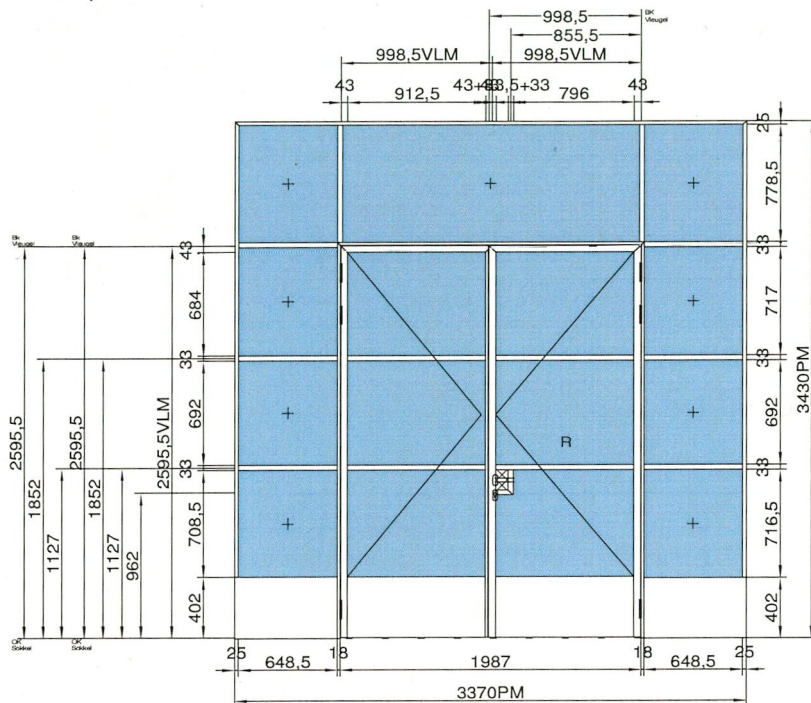 998,5
BK
Vleugel
855,5
998,5VLM 998,5VLM
43 43+ ,5+33 43
912,5 796
25
778,5
Bk
Vleugel
Bk
Vleugel
43
33
684
717
33
33
3430PM
2595,5
1852
1127
2595,5
1852
1127
962
2595,5VLM
692
692
R
33
33
708,5
716,5
402
402
OK
Sokkel
OK
Sokkel
25 18 18 25
648,5 1987 648,5
3370PM